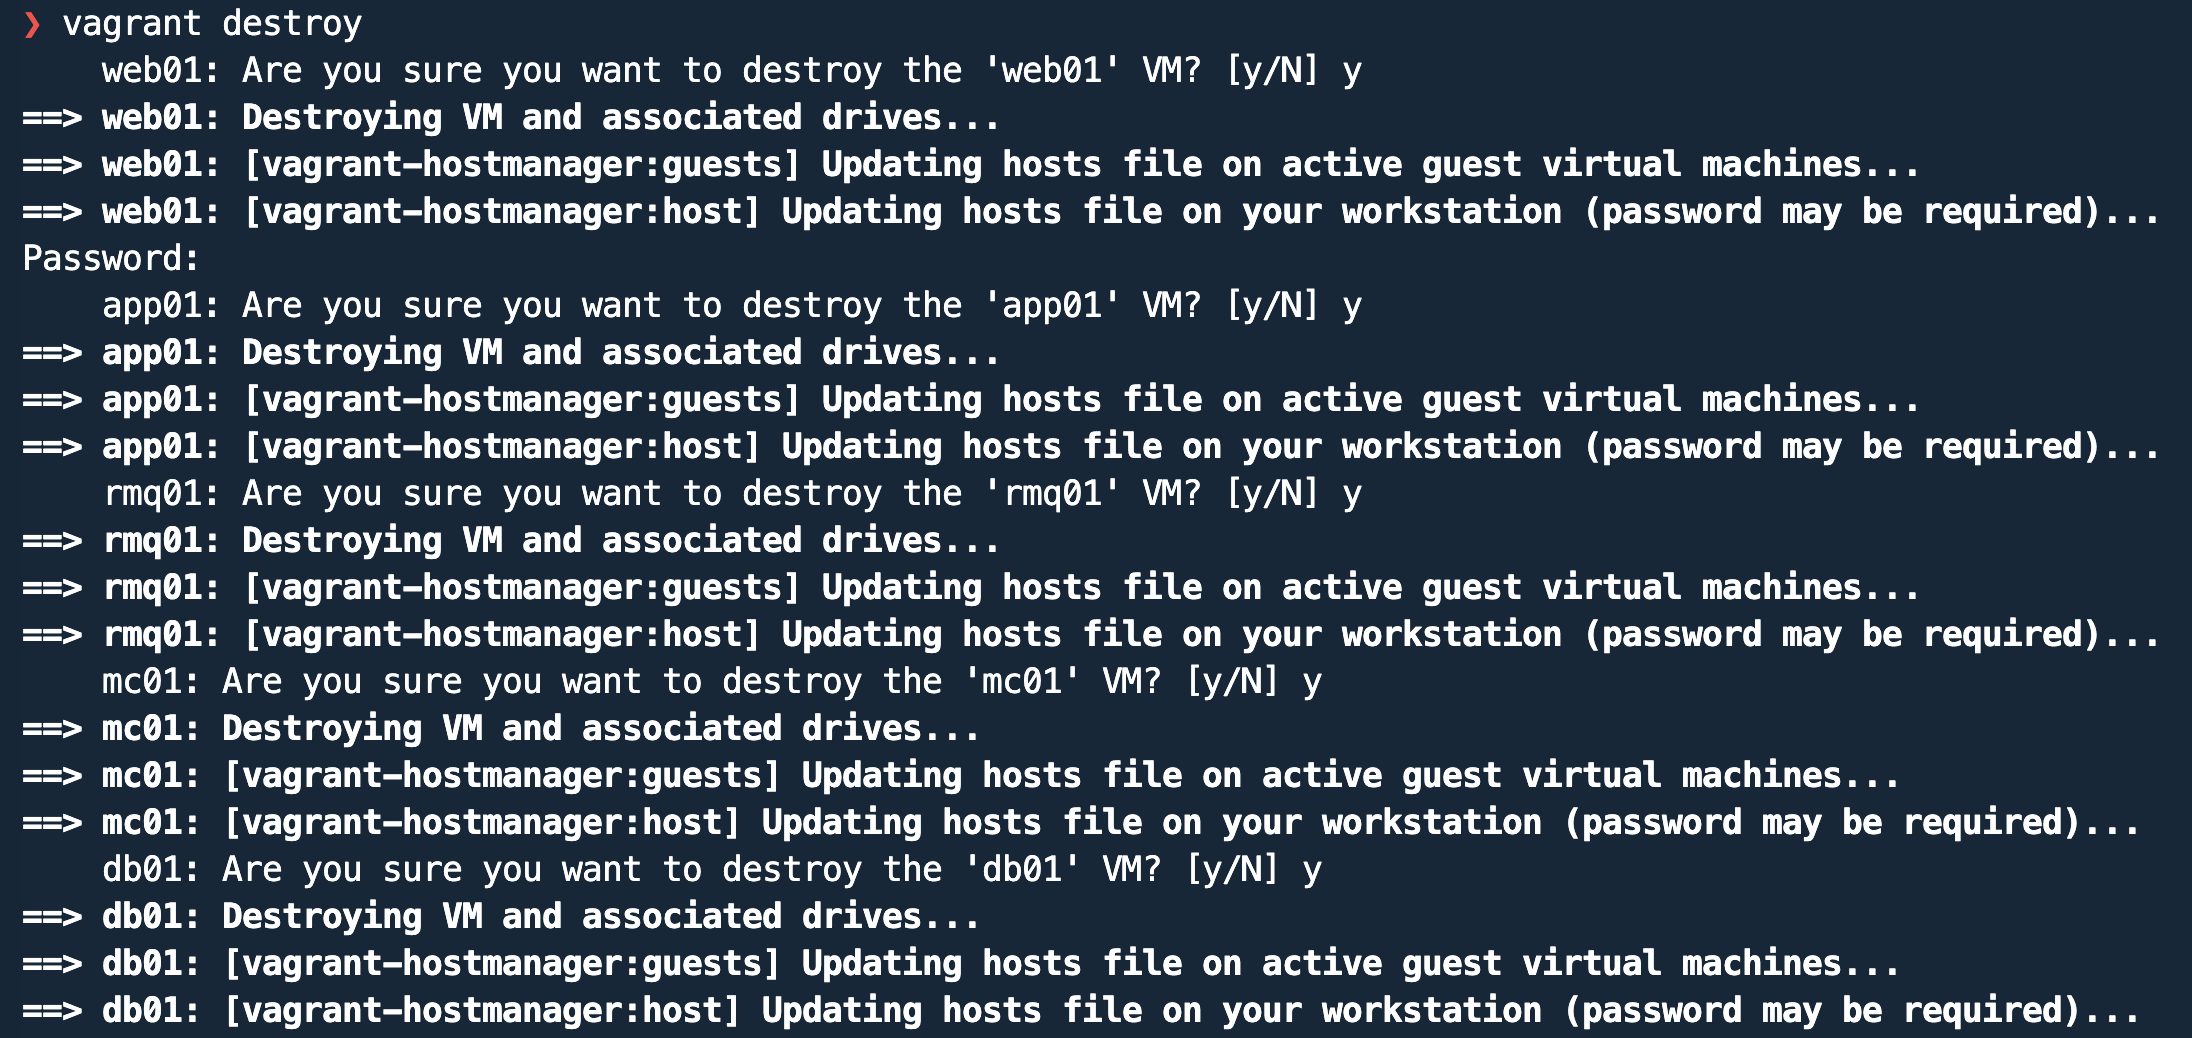 ❯ vagrant destroy
    web01: Are you sure you want to destroy the 'web01' VM? [y/N] y
==> web01: Destroying VM and associated drives...
==> web01: [vagrant-hostmanager:guests] Updating hosts file on active guest virtual machines...
==> web01: [vagrant-hostmanager:host] Updating hosts file on your workstation (password may be required)...
Password:
    app01: Are you sure you want to destroy the 'app01' VM? [y/N] y
==> app01: Destroying VM and associated drives...
==> app01: [vagrant-hostmanager:guests] Updating hosts file on active guest virtual machines...
==> app01: [vagrant-hostmanager:host] Updating hosts file on your workstation (password may be required)...
    rmq01: Are you sure you want to destroy the 'rmq01' VM? [y/N] y
==> rmq01: Destroying VM and associated drives...
==> rmq01: [vagrant-hostmanager:guests] Updating hosts file on active guest virtual machines...
==> rmq01: [vagrant-hostmanager:host] Updating hosts file on your workstation (password may be required)...
    mc01: Are you sure you want to destroy the 'mc01' VM? [y/N] y
==> mc01: Destroying VM and associated drives...
==> mc01: [vagrant-hostmanager:guests] Updating hosts file on active guest virtual machines...
==> mc01: [vagrant-hostmanager:host] Updating hosts file on your workstation (password may be required)...
    db01: Are you sure you want to destroy the 'db01' VM? [y/N] y
==> db01: Destroying VM and associated drives...
==> db01: [vagrant-hostmanager:guests] Updating hosts file on active guest virtual machines...
==> db01: [vagrant-hostmanager:host] Updating hosts file on your workstation (password may be required)...